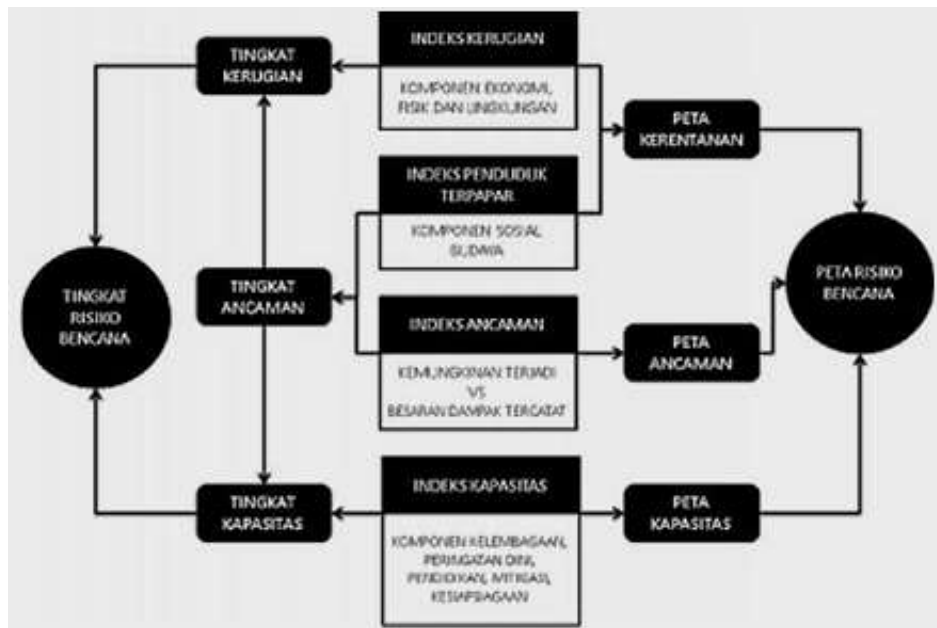 INDEKS KERUGIAN
KOMPONEN EKONOMI,
FISIK DAN LINGKUNGAN
TINGKAT
KERUGIAN
PETA
KERENTANAN
INDEKS PENDUDUK
TERPAPAR
KOMPONEN SOSIAL
BUDAYA
TINGKAT
RISIKO
BENCANA
TINGKAT
ANCAMAN
PETA RISIKO
BENCANA
INDEKS ANCAMAN
KEMUNGKINAN TERJADI
VS
BESARAN DAMPAK TERCATAT
PETA
ANCAMAN
TINGKAT
KAPASITAS
INDEKS KAPASITAS
KOMPONEN KELEMBAGAAN,
PERINGATAN DINI,
PENDIDIKAN, MITIGASI,
KESIAPSIAGAAN
PETA
KAPASITAS